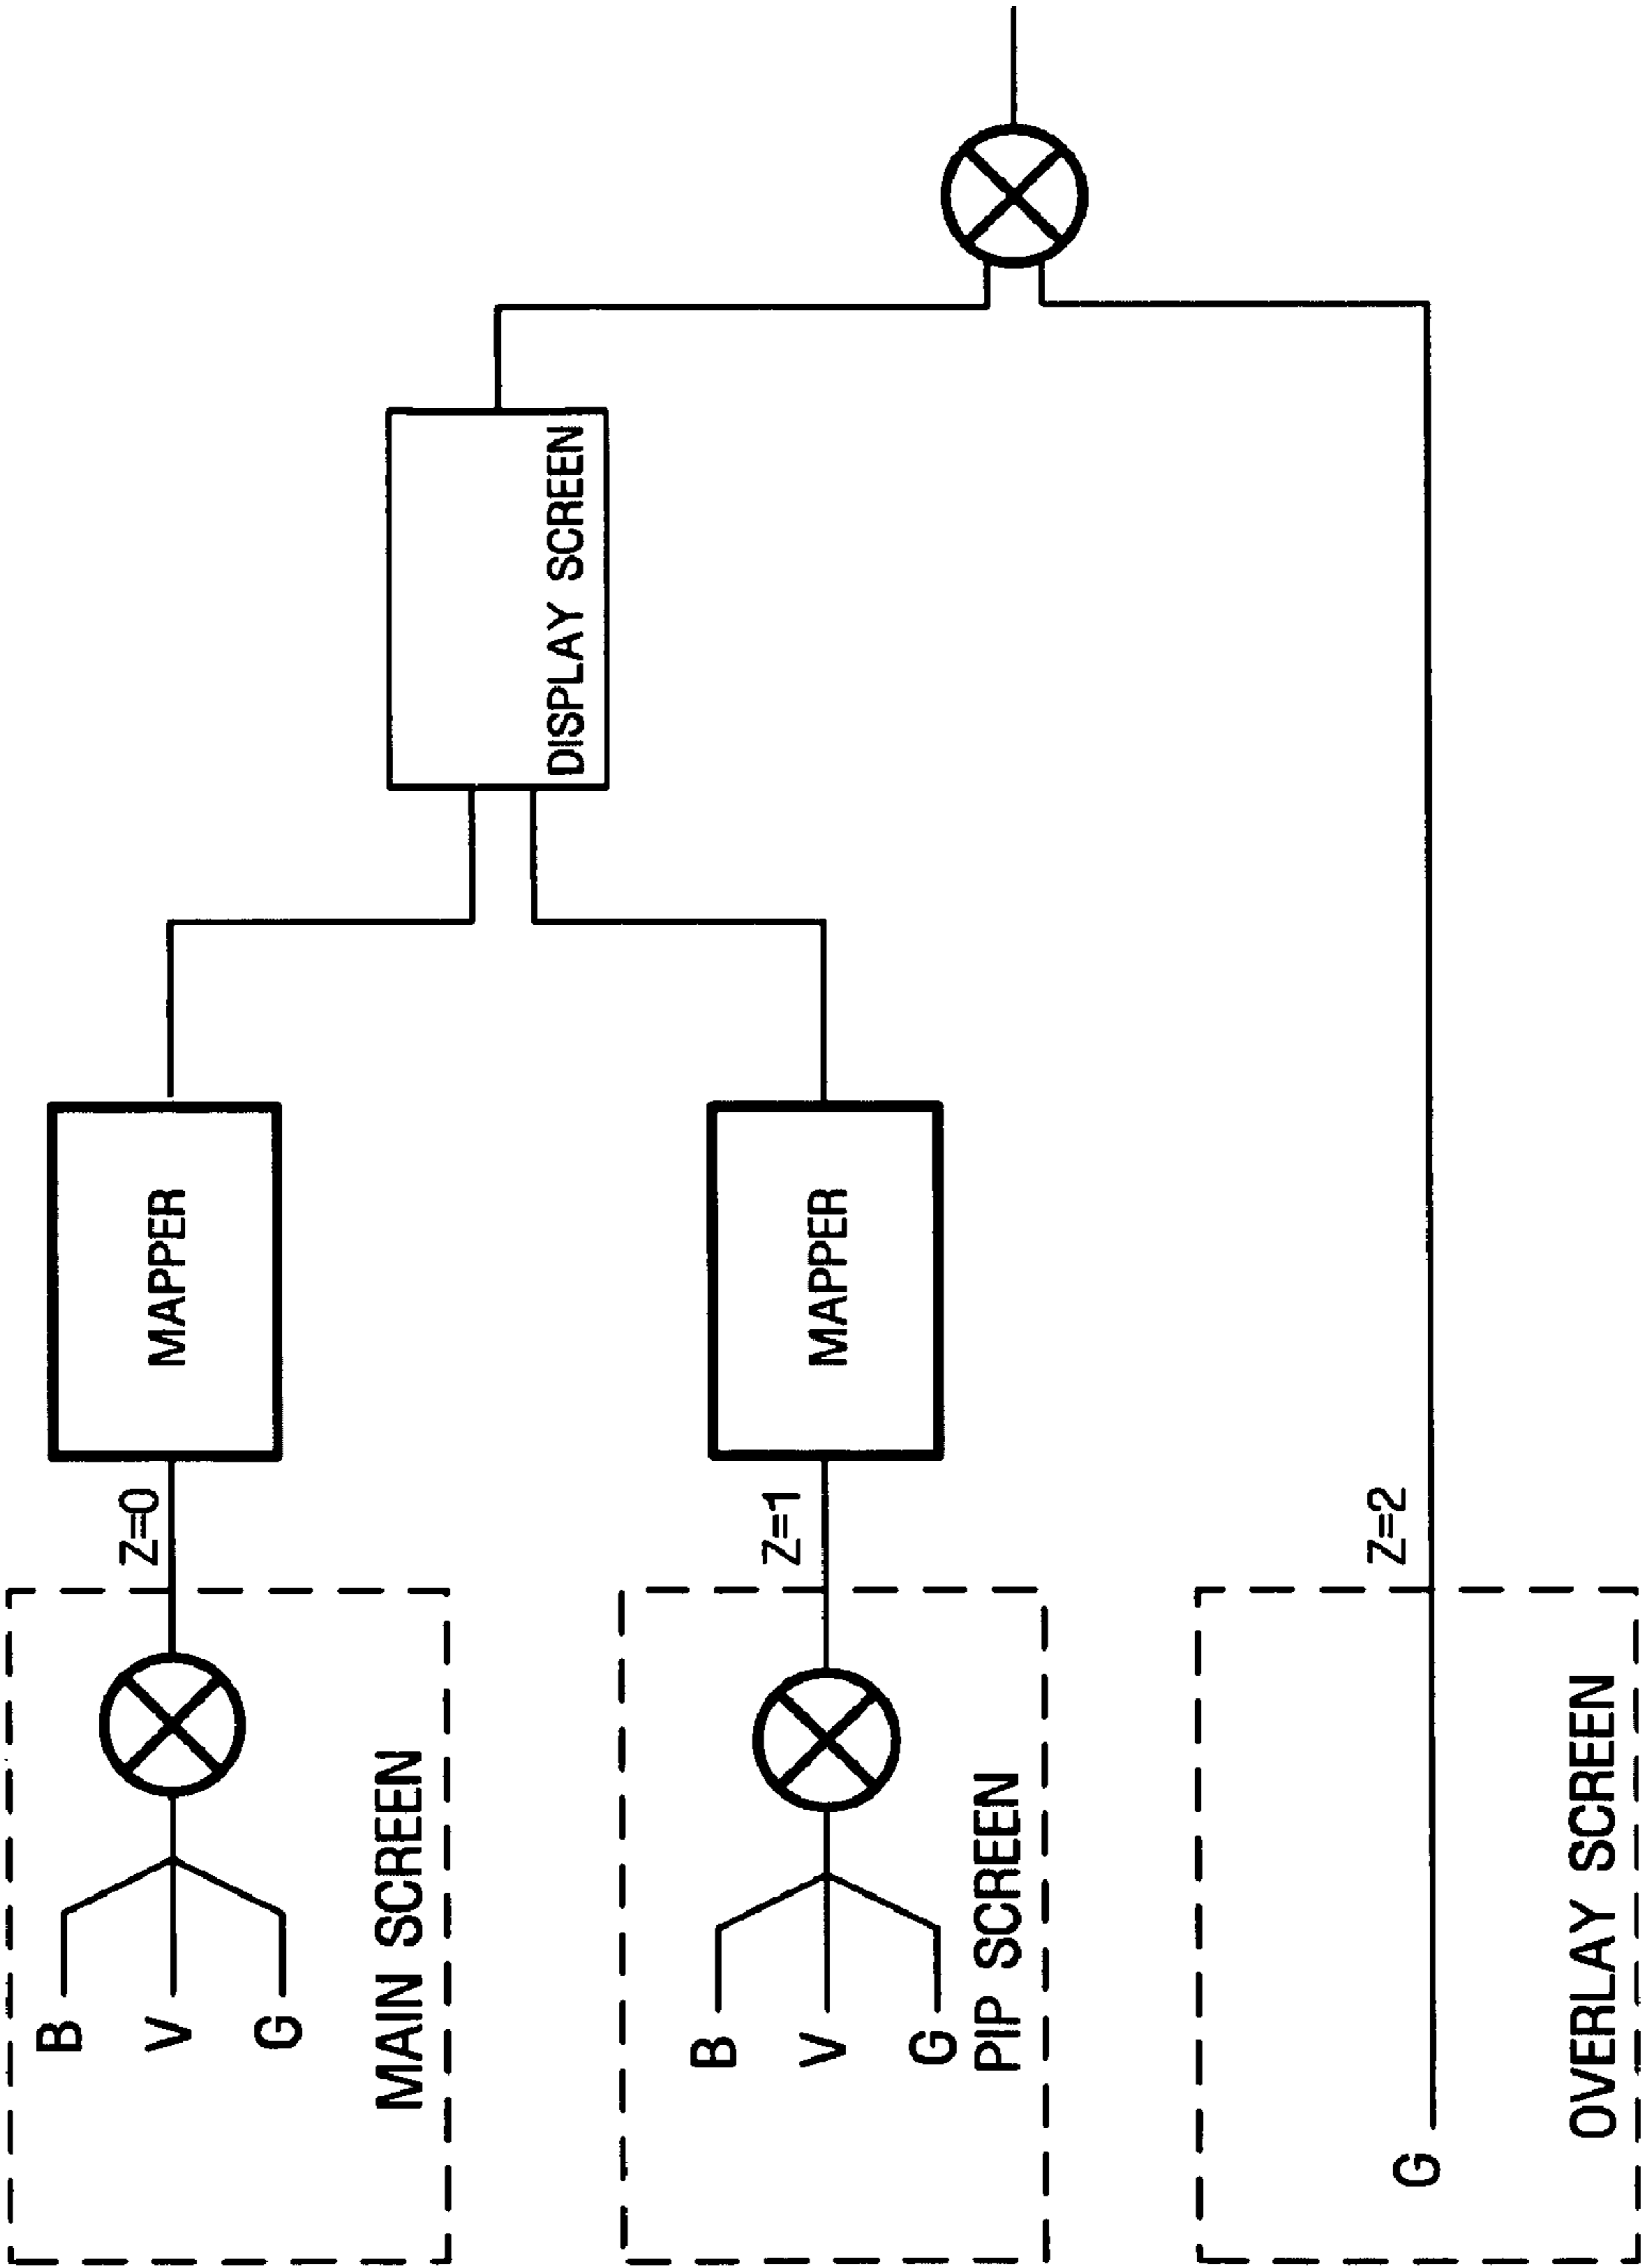 B
V
G
MAIN SCREEN
Z=0
MAPPER
B
V
G
PIP SCREEN
Z=1
MAPPER
DISPLAY SCREEN
G
OVERLAY SCREEN
Z=2